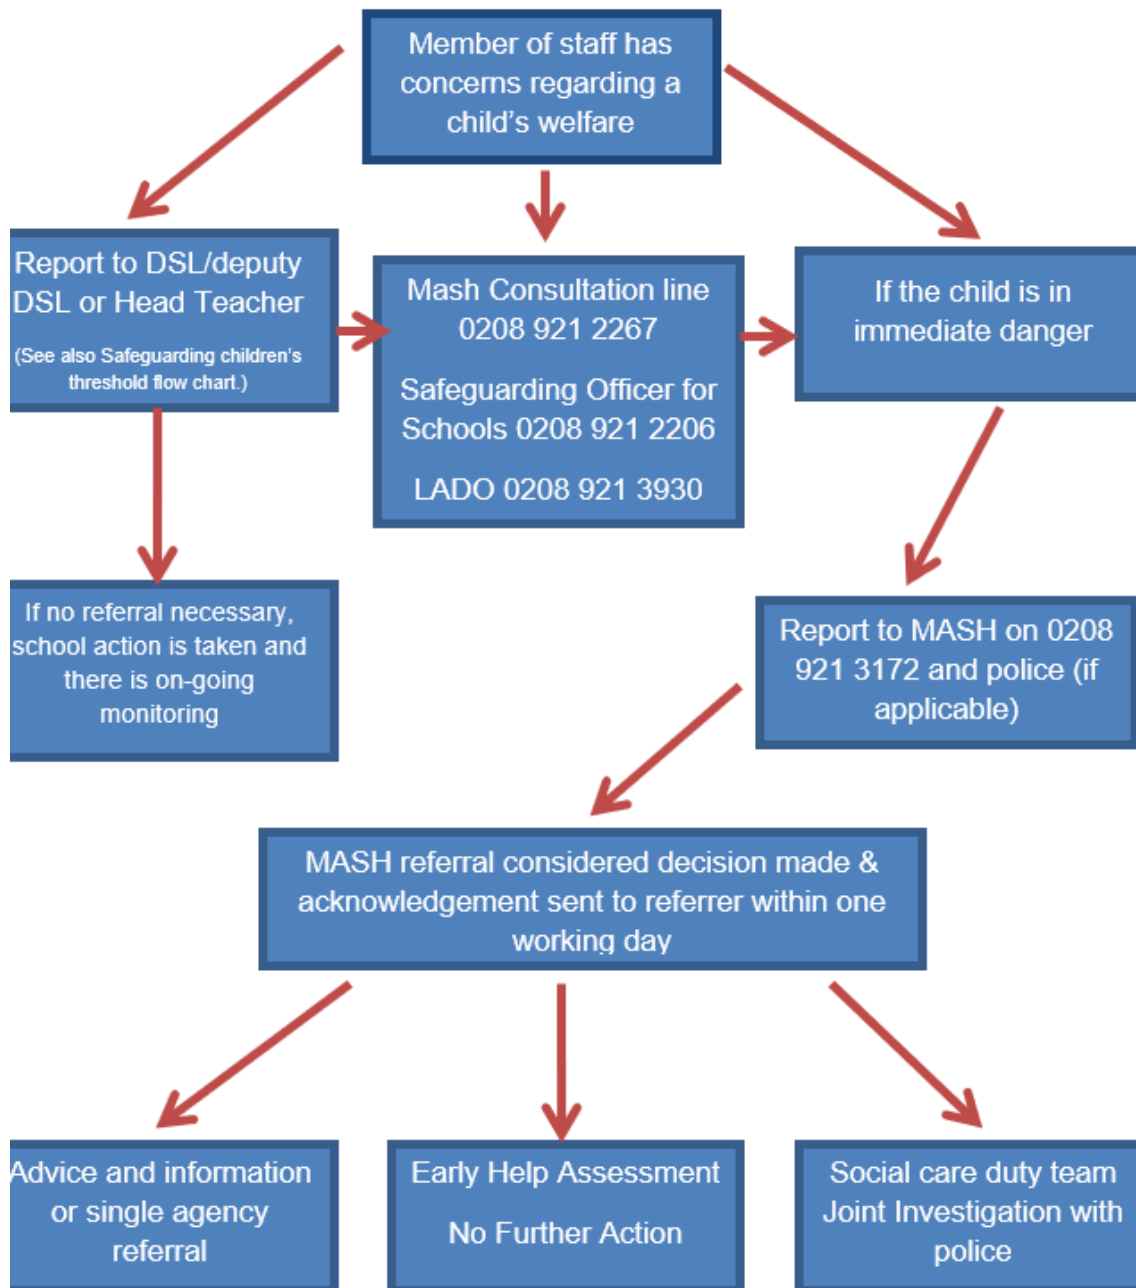 Member of staff has
concerns regarding a
child's welfare
Report to DSL/deputy
DSL or Head Teacher
(See also Safeguarding children's
threshold flow chart.)
Mash Consultation line
0208 921 2267
Safeguarding Officer for
Schools 0208 921 2206
LADO 0208 921 3930
If the child is in
immediate danger
If no referral necessary,
school action is taken and
there is on-going
monitoring
Report to MASH on 0208
921 3172 and police (if
applicable)
MASH referral considered decision made &
acknowledgement sent to referrer within one
working day
Advice and information
or single agency
referral
Early Help Assessment
No Further Action
Social care duty team
Joint Investigation with
police